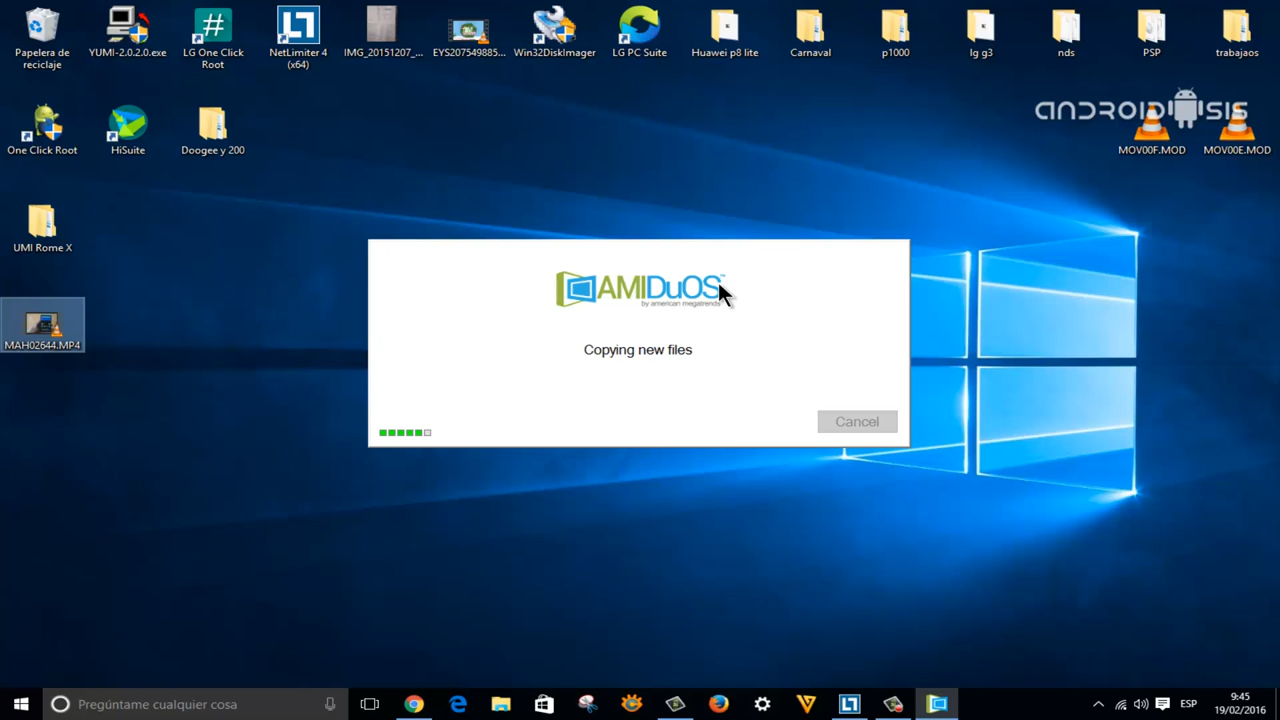 Papelera de
reciclaje
YUMI-2.0.2.0.exe
LG One Click
Root
NetLimiter 4
(x64)
IMG_20151207_...
EYS207549885...
Win32DiskImager
LG PC Suite
Huawei p8 lite
Carnaval
p1000
lg g3
nds
PSP
trabajaos
One Click Root
HiSuite
Doogee y 200
ANDROIDSIS
MOV00F.MOD
MOV00E.MOD
UMI Rome X
MAH02644.MP4
AMIDuOS™
by american megatrends
Copying new files
Cancel
Pregúntame cualquier cosa
ESP
9:45
19/02/2016